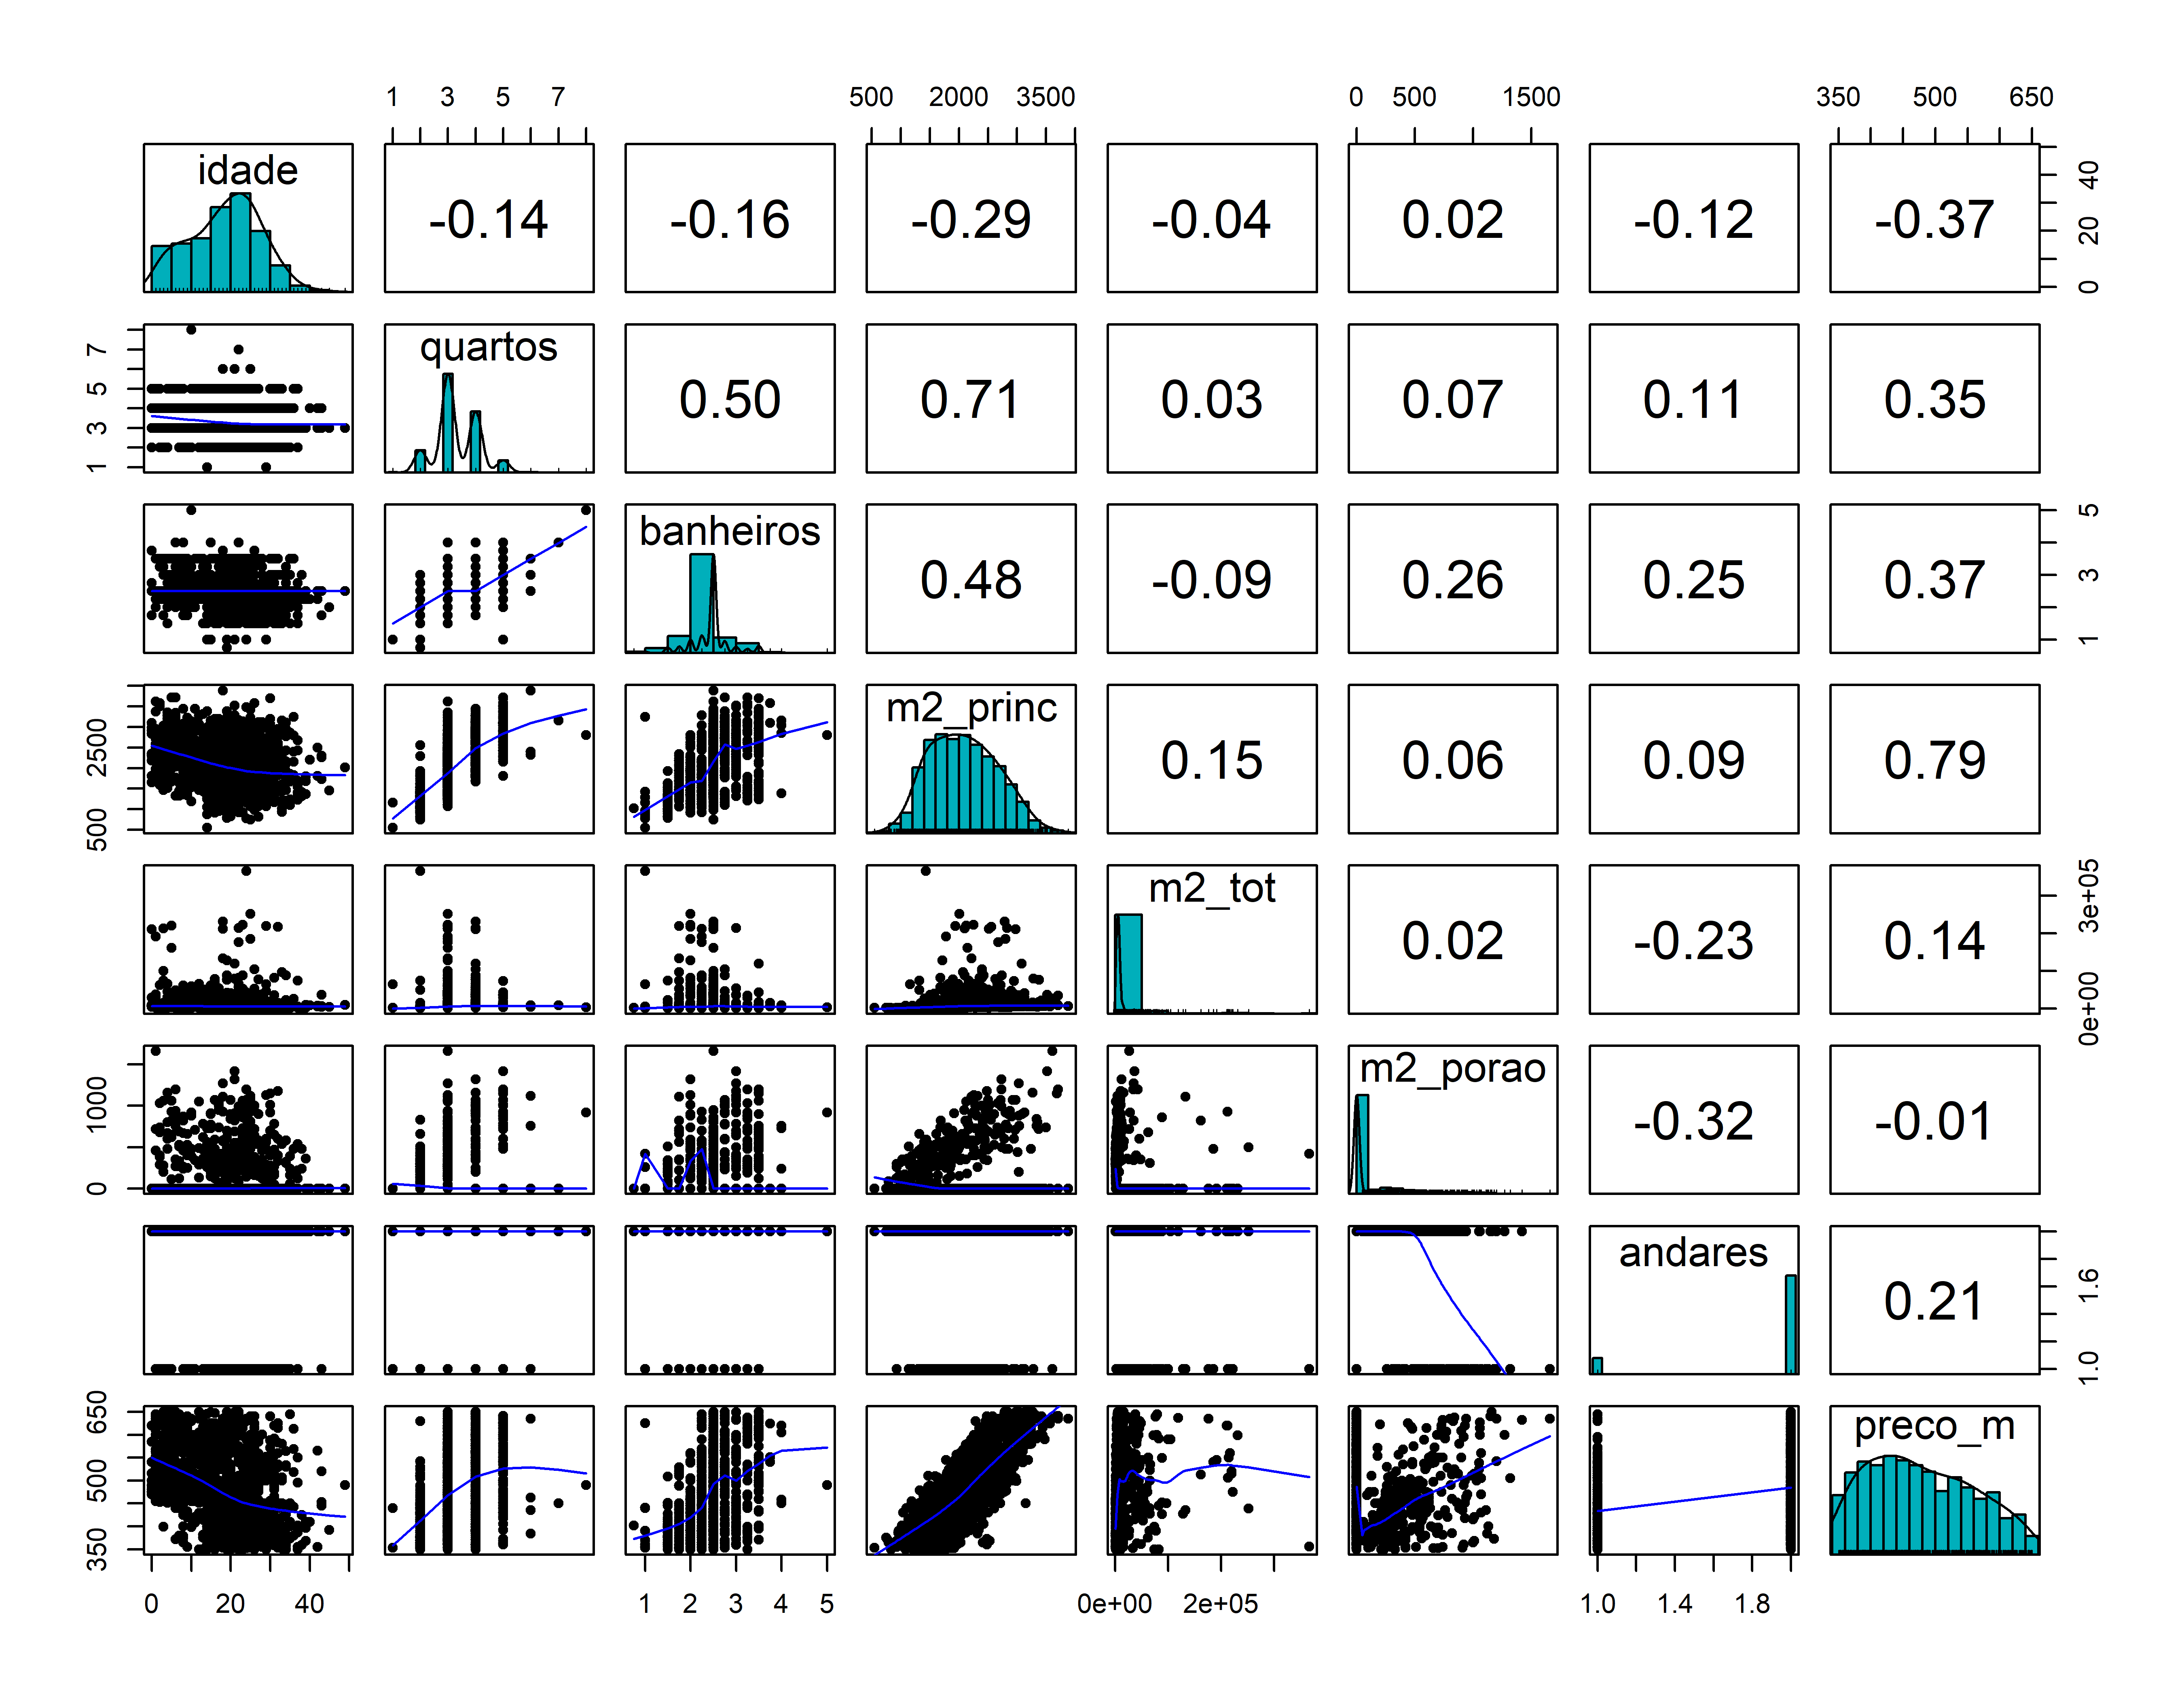 1 3 5 7 500 2000 3500 0 500 1500 350 500 650
idade -0.14 -0.16 -0.29 -0.04 0.02 -0.12 -0.37 0 20 40
1 3 5 7 quartos 0.50 0.71 0.03 0.07 0.11 0.35
banheiros 0.48 -0.09 0.26 0.25 0.37 1 3 5
500 2500 m2_princ 0.15 0.06 0.09 0.79
m2_tot 0.02 -0.23 0.14 0e+00 3e+05
0 1000 m2_porao -0.32 -0.01
andares 0.21 1.0 1.6
350 500 650 preco_m
0 20 40 1 2 3 5 0e+00 2e+05 1.0 1.4 1.8